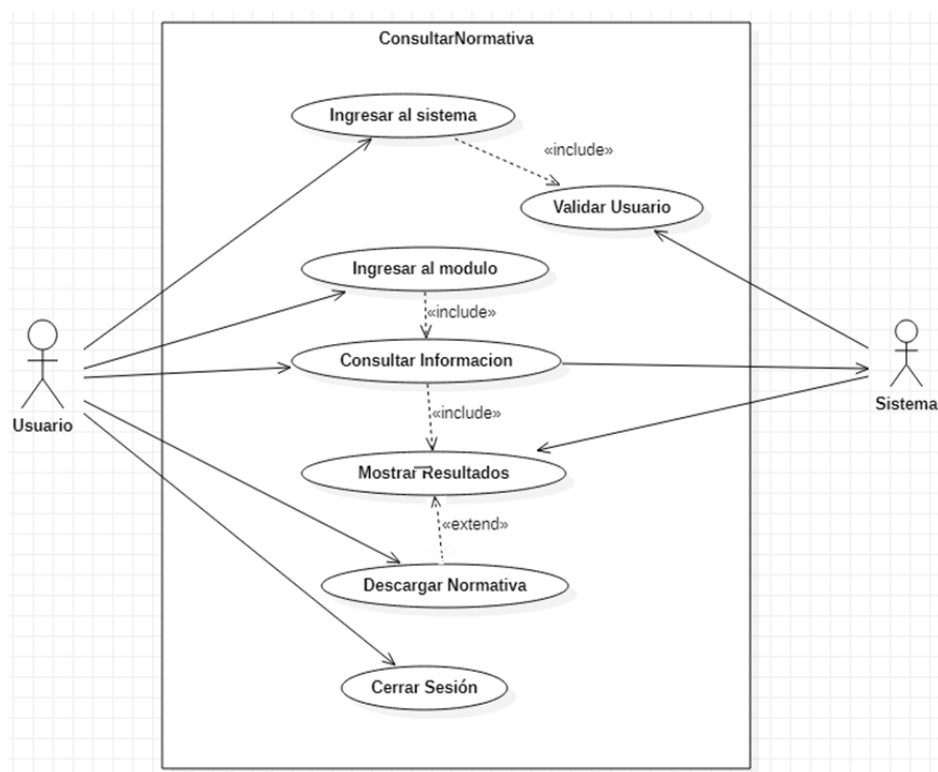 ConsultarNormativa
Ingresar al sistema
«include»
Validar Usuario
Ingresar al modulo
«include»
Consultar Informacion
Usuario
Sistema
«include»
Mostrar Resultados
«extend»
Descargar Normativa
Cerrar Sesión